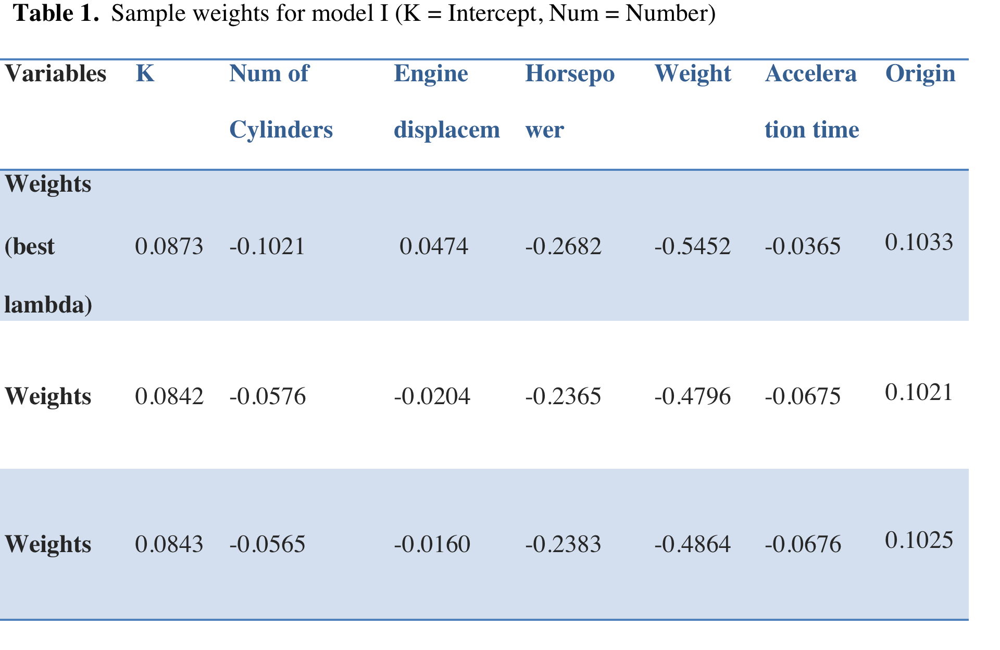 Table 1. Sample weights for model I (K = Intercept, Num = Number)
Variables K Num of Engine Horsepo Weight Accelera Origin
Cylinders displacem wer tion time
Weights
(best 0.0873 -0.1021 0.0474 -0.2682 -0.5452 -0.0365 0.1033
lambda)
Weights 0.0842 -0.0576 -0.0204 -0.2365 -0.4796 -0.0675 0.1021
Weights 0.0843 -0.0565 -0.0160 -0.2383 -0.4864 -0.0676 0.1025